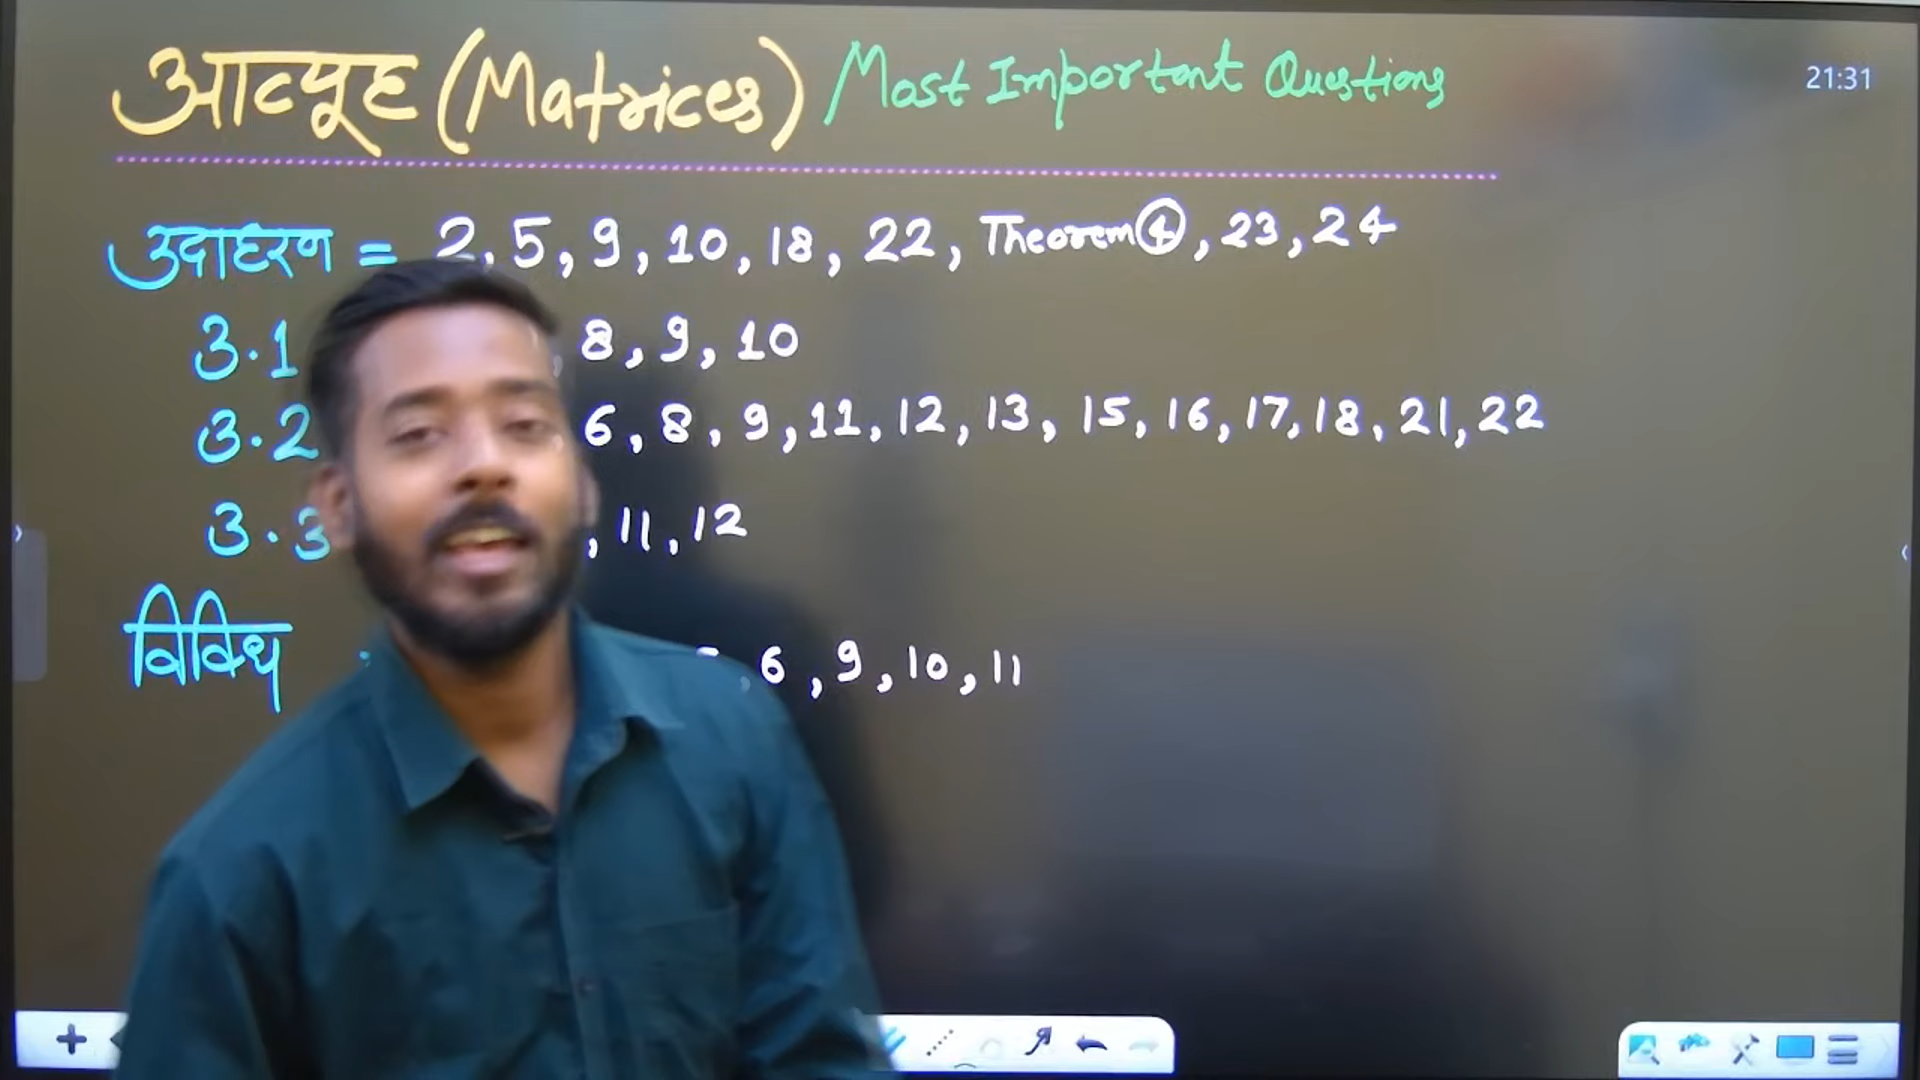 आव्यूह (Matrices) Most Important Questions
21:31
उदाहरण = 2, 5, 9, 10, 18, 22, Theorem ④, 23, 24
3.1 , 8, 9, 10
3.2 6, 8, 9, 11, 12, 13, 15, 16, 17, 18, 21, 22
3.3 , 11, 12
विविध , 6, 9, 10, 11